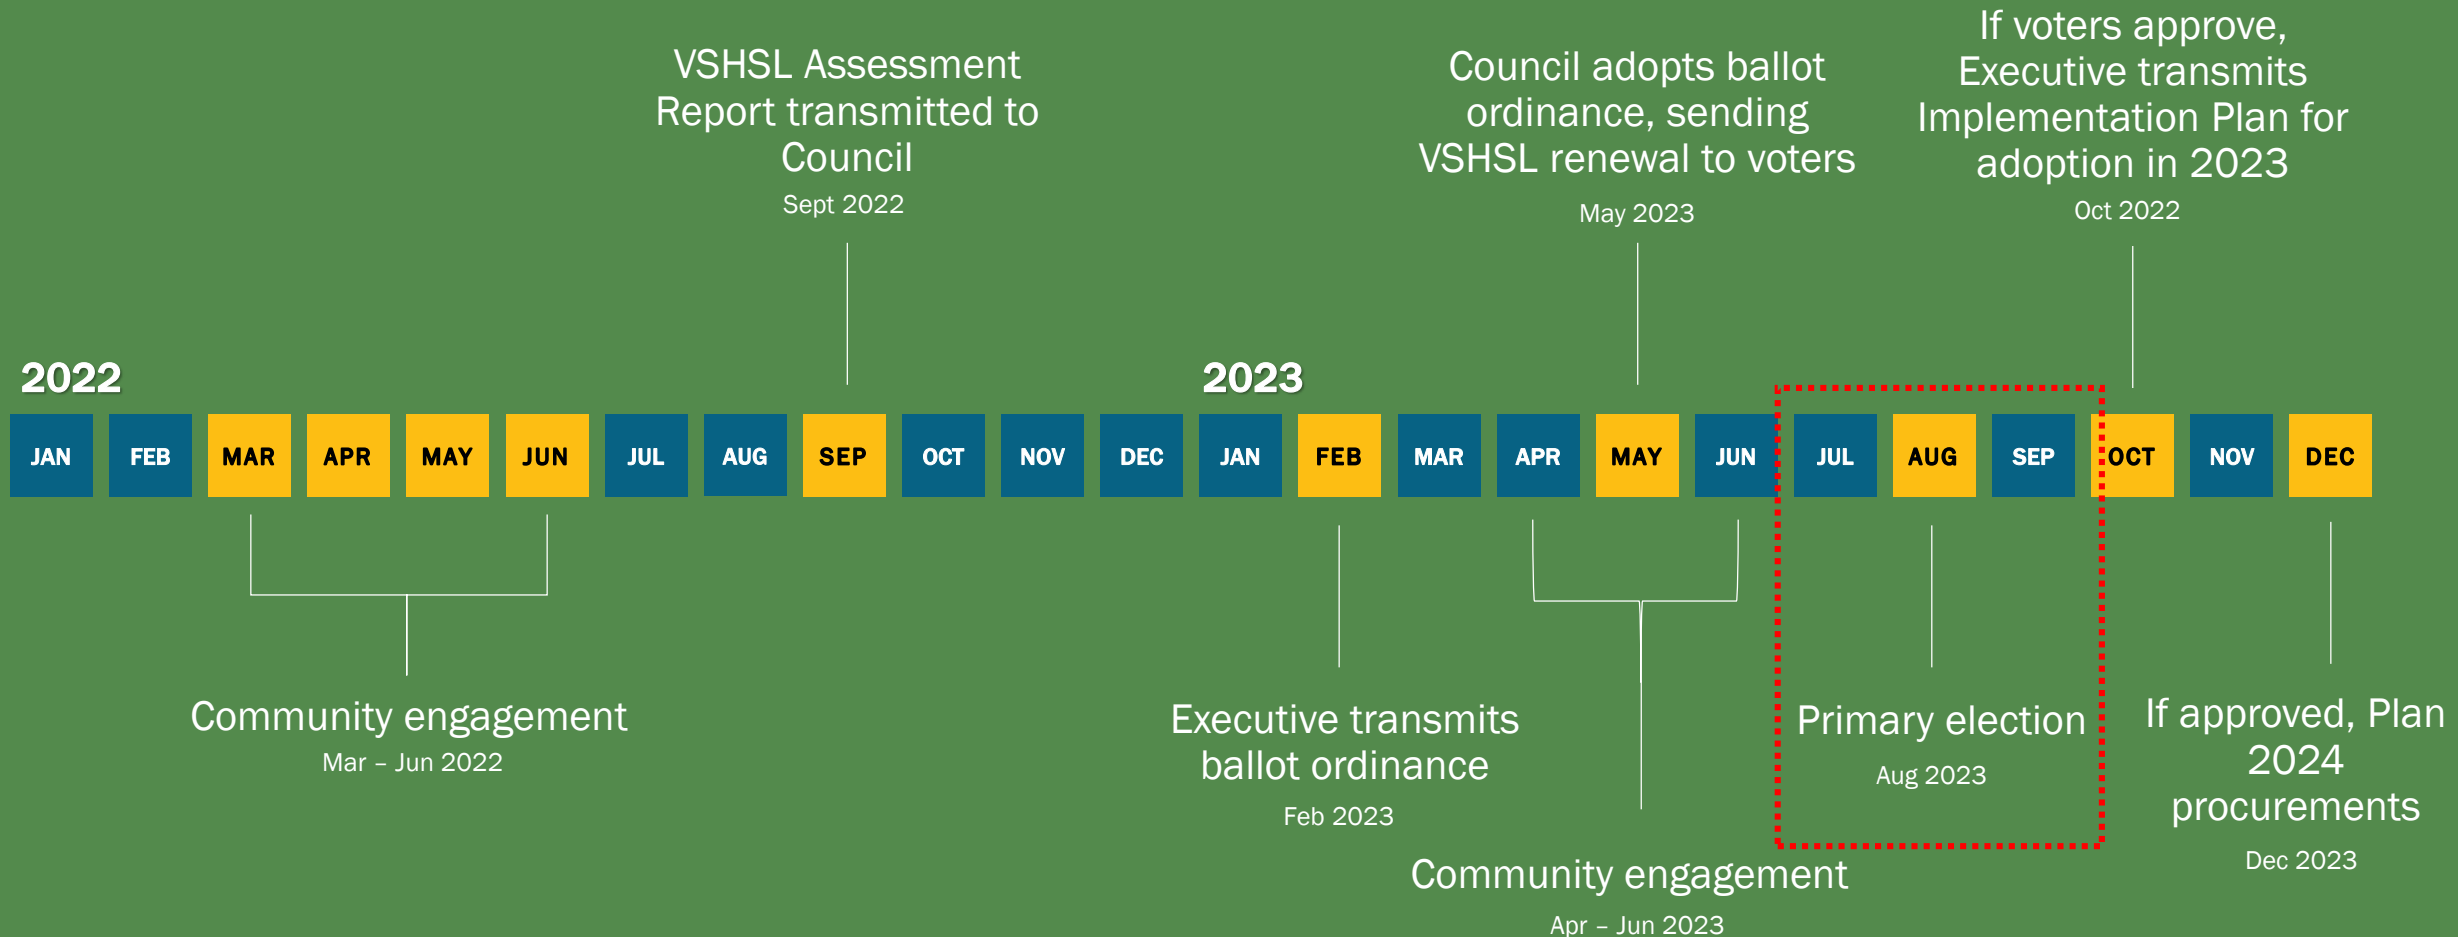 VSHSL Assessment
Report transmitted to
Council
Sept 2022
Council adopts ballot
ordinance, sending
VSHSL renewal to voters
May 2023
If voters approve,
Executive transmits
Implementation Plan for
adoption in 2023
Oct 2022
2022
2023
JAN FEB MAR APR MAY JUN JUL AUG SEP OCT NOV DEC JAN FEB MAR APR MAY JUN JUL AUG SEP OCT NOV DEC
Community engagement
Mar – Jun 2022
Executive transmits
ballot ordinance
Feb 2023
Community engagement
Apr – Jun 2023
Primary election
Aug 2023
If approved, Plan
2024
procurements
Dec 2023